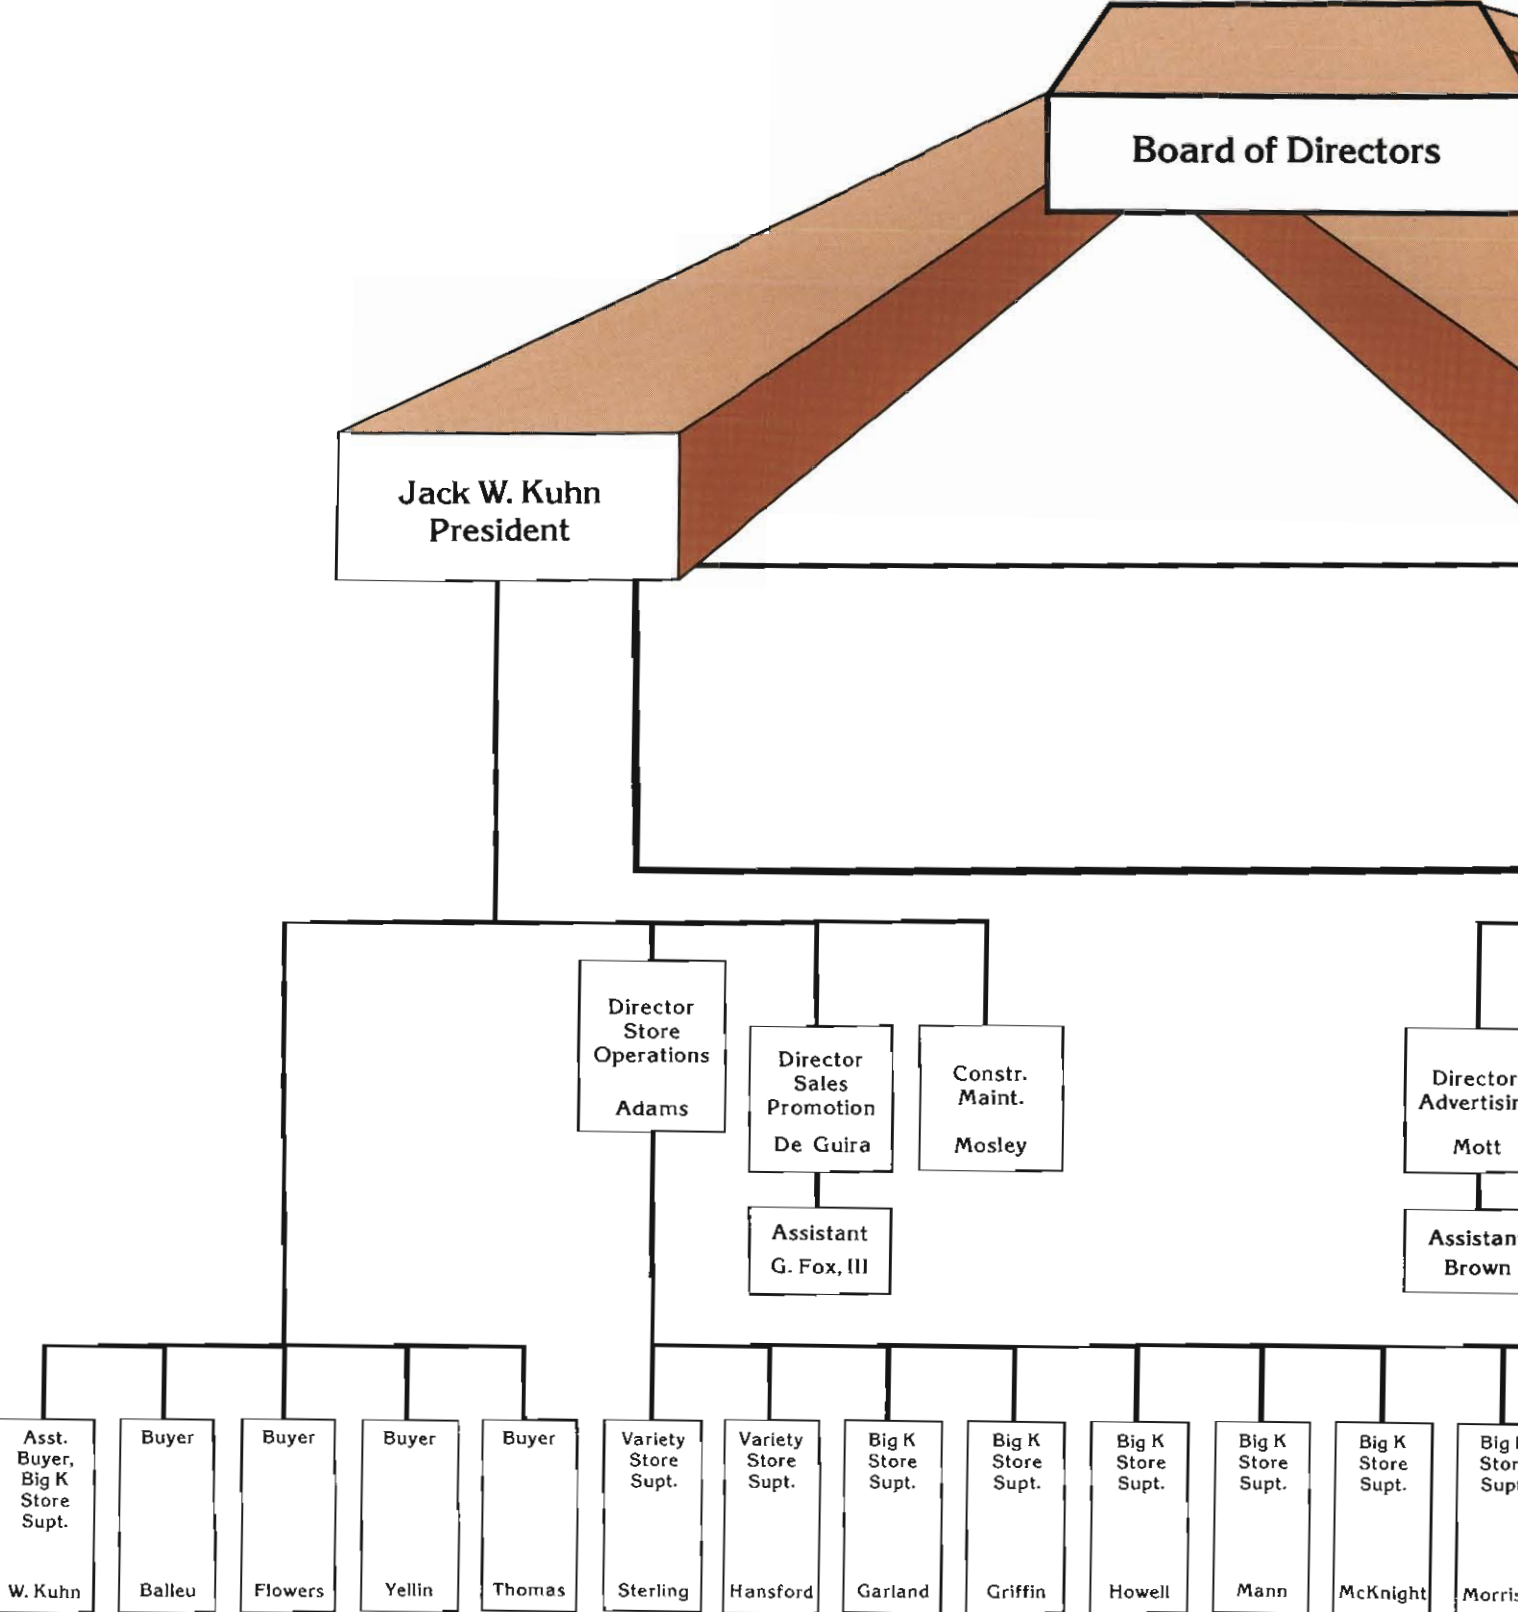 Board of Directors
Jack W. Kuhn
President
Director
Store
Operations
Adams
Director
Sales
Promotion
De Guira
Constr.
Maint.
Mosley
Director
Mott
Assistant
G. Fox, III
Brown
Asst.
Buyer,
Big K
Store
Supt.
W. Kuhn
Buyer
Balleu
Buyer
Flowers
Buyer
Yellin
Buyer
Thomas
Variety
Store
Supt.
Sterling
Variety
Store
Supt.
Hansford
Big K
Store
Supt.
Garland
Big K
Store
Supt.
Griffin
Big K
Store
Supt.
Howell
Big K
Store
Supt.
Mann
Big K
Store
Supt.
McKnight
Big